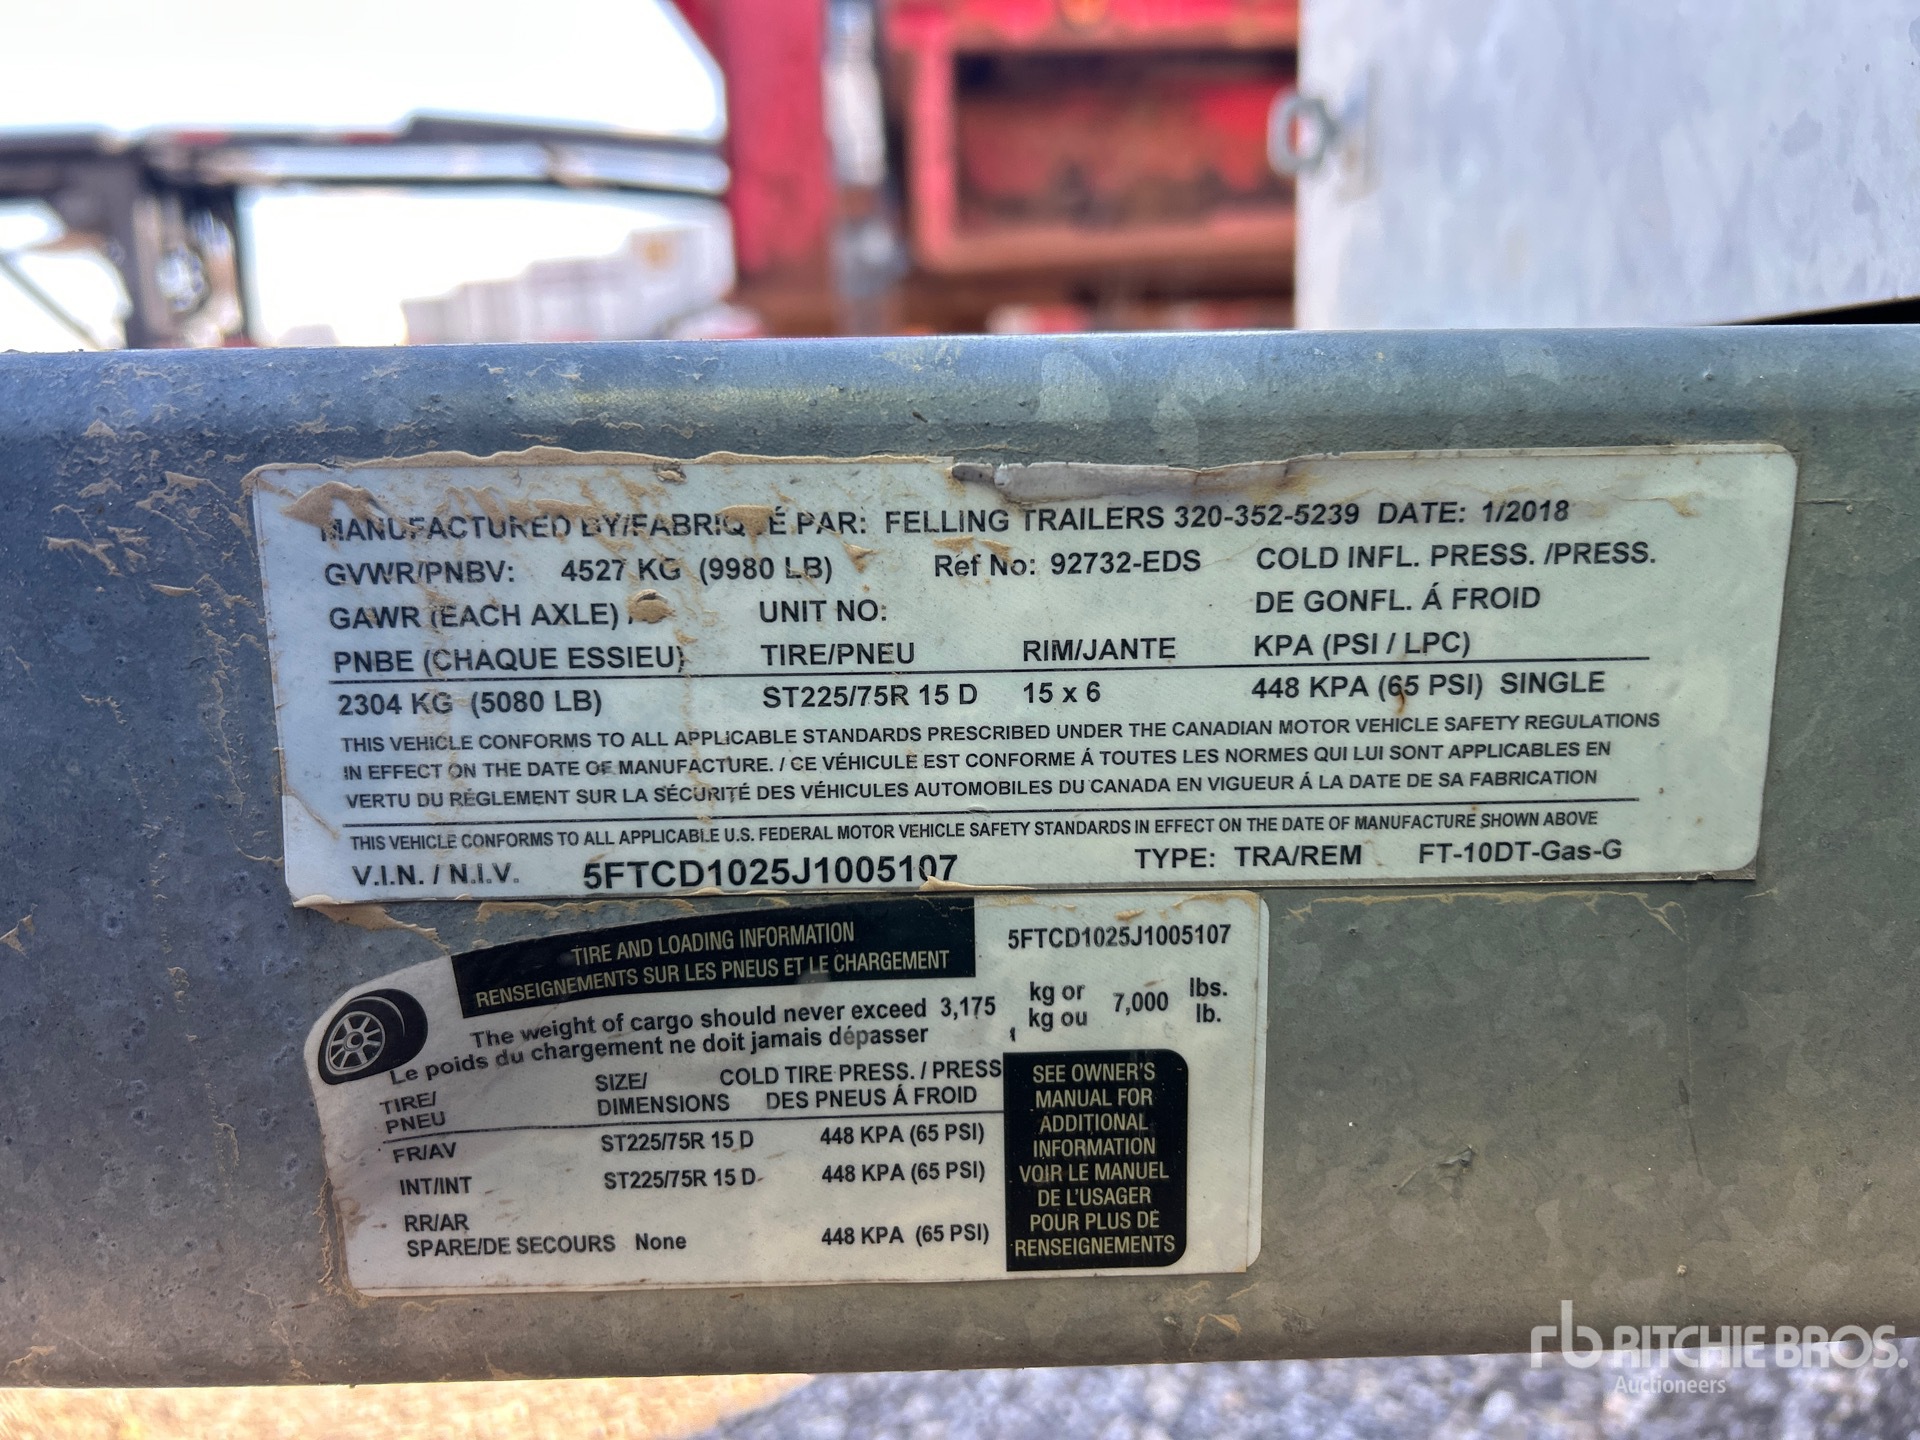 MANUFACTURED BY/FABRIQUÉ PAR: FELLING TRAILERS 320-352-5239 DATE: 1/2018
GVWR/PNBV: 4527 KG (9980 LB) Ref No: 92732-EDS COLD INFL. PRESS. /PRESS.
GAWR (EACH AXLE) / UNIT NO: DE GONFL. Á FROID
PNBE (CHAQUE ESSIEU) TIRE/PNEU RIM/JANTE KPA (PSI / LPC)
2304 KG (5080 LB) ST225/75R 15 D 15 x 6 448 KPA (65 PSI) SINGLE
THIS VEHICLE CONFORMS TO ALL APPLICABLE STANDARDS PRESCRIBED UNDER THE CANADIAN MOTOR VEHICLE SAFETY REGULATIONS
IN EFFECT ON THE DATE OF MANUFACTURE. / CE VÉHICULE EST CONFORME Á TOUTES LES NORMES QUI LUI SONT APPLICABLES EN
VERTU DU RÉGLEMENT SUR LA SÉCURITÉ DES VÉHICULES AUTOMOBILES DU CANADA EN VIGUEUR Á LA DATE DE SA FABRICATION
THIS VEHICLE CONFORMS TO ALL APPLICABLE U.S. FEDERAL MOTOR VEHICLE SAFETY STANDARDS IN EFFECT ON THE DATE OF MANUFACTURE SHOWN ABOVE
V.I.N. / N.I.V. 5FTCD1025J1005107 TYPE: TRA/REM FT-10DT-Gas-G
TIRE AND LOADING INFORMATION
RENSEIGNEMENTS SUR LES PNEUS ET LE CHARGEMENT
5FTCD1025J1005107
The weight of cargo should never exceed 3,175 kg or 7,000 lbs.
Le poids du chargement ne doit jamais dépasser kg ou lb.
TIRE/ SIZE/ COLD TIRE PRESS. / PRESS
PNEU DIMENSIONS DES PNEUS Á FROID
FR/AV ST225/75R 15 D 448 KPA (65 PSI)
INT/INT ST225/75R 15 D 448 KPA (65 PSI)
RR/AR
SPARE/DE SECOURS None 448 KPA (65 PSI)
SEE OWNER'S
MANUAL FOR
ADDITIONAL
INFORMATION
VOIR LE MANUEL
DE L'USAGER
POUR PLUS DE
RENSEIGNEMENTS
rb RITCHIE BROS.
Auctioneers